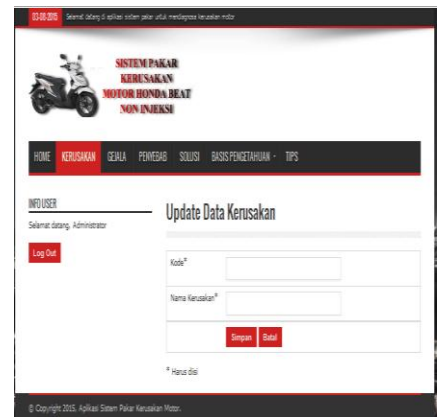 03-08-2015 Selamat datang di aplikasi sistem pakar untuk mendiagnosa kerusakan motor
SISTEM PAKAR
KERUSAKAN
MOTOR HONDA BEAT
NON INJEKSI
HOME KERUSAKAN GEJALA PENYEBAB SOLUSI BASIS PENGETAHUAN - TIPS
INFO USER
Selamat datang, Administrator
Log Out
Update Data Kerusakan
Kode*
Nama Kerusakan*
Simpan Batal
* Harus diisi
© Copyright 2015, Aplikasi Sistem Pakar Kerusakan Motor.